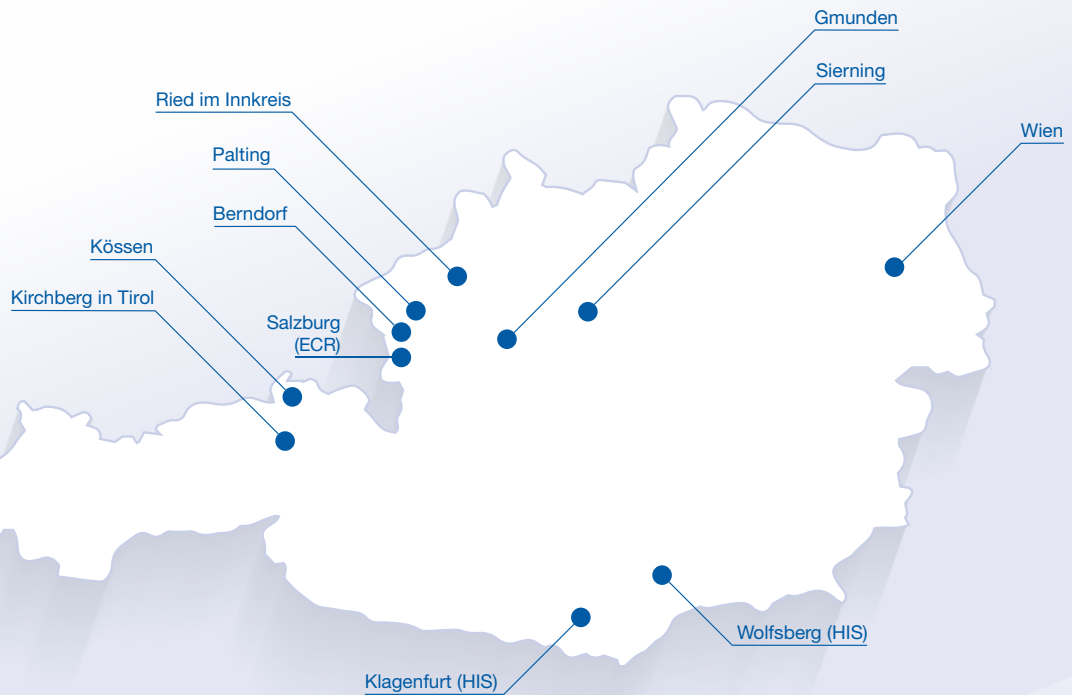 Gmunden
Sierning
Ried im Innkreis
Wien
Palting
Berndorf
Kössen
Kirchberg in Tirol
Salzburg
(ECR)
Wolfsberg (HIS)
Klagenfurt (HIS)